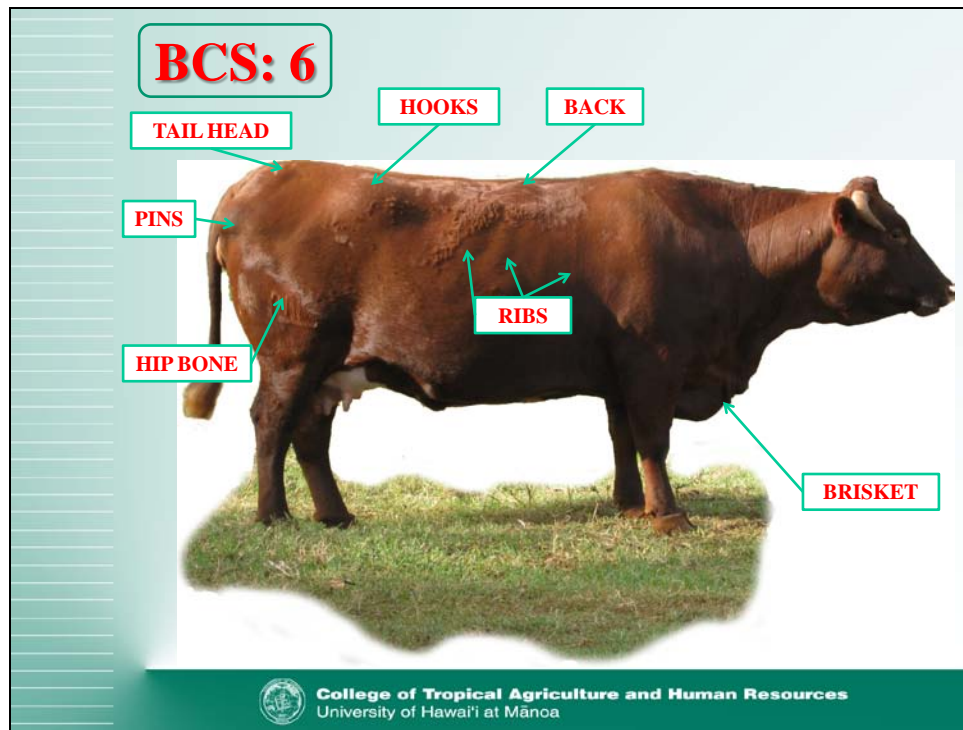 BCS: 6
HOOKS
BACK
TAIL HEAD
PINS
RIBS
HIP BONE
BRISKET
College of Tropical Agriculture and Human Resources
University of Hawai'i at Mānoa